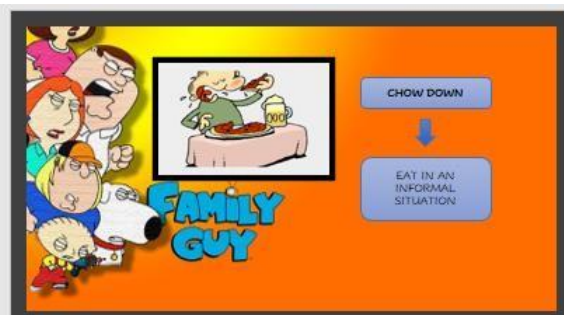 CHOW DOWN
EAT IN AN
INFORMAL
SITUATION
FAMILY
GUY